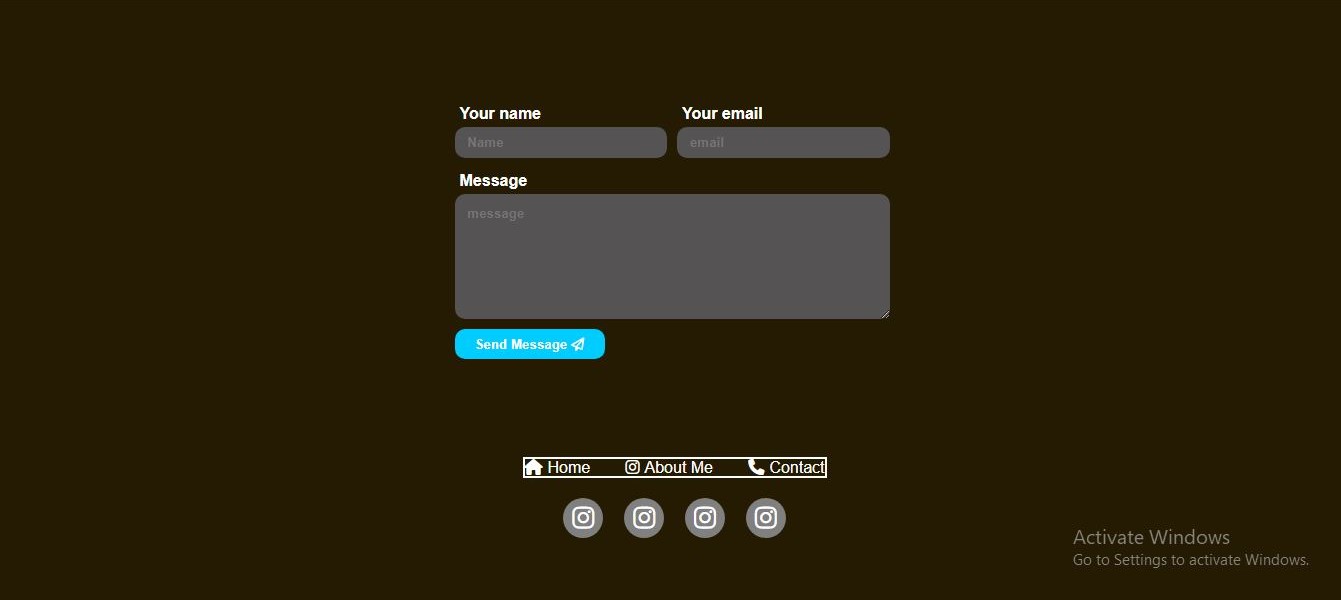 Your name Your email
Name email
Message
message
Send Message
Home About Me Contact
Activate Windows
Go to Settings to activate Windows.